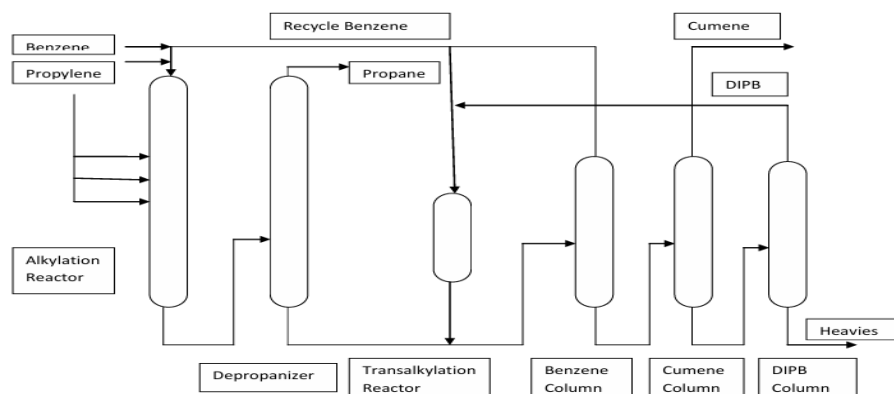 Recycle Benzene
Cumene
Benzene
Propylene
Propane
DIPB
Alkylation
Reactor
Heavies
Depropanizer
Transalkylation
Reactor
Benzene
Column
Cumene
Column
DIPB
Column